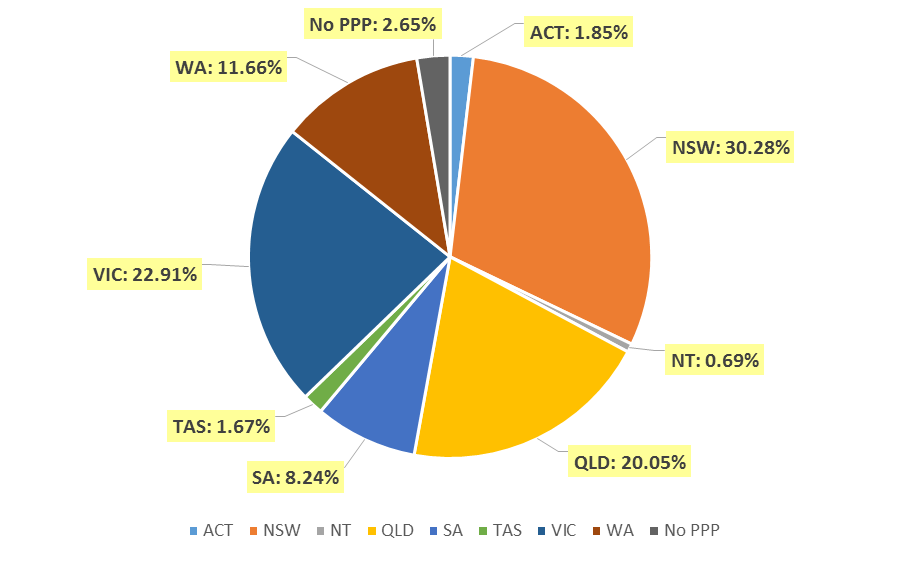 No PPP: 2.65%
ACT: 1.85%
WA: 11.66%
NSW: 30.28%
VIC: 22.91%
NT: 0.69%
TAS: 1.67%
QLD: 20.05%
SA: 8.24%
ACT NSW NT QLD SA TAS VIC WA No PPP